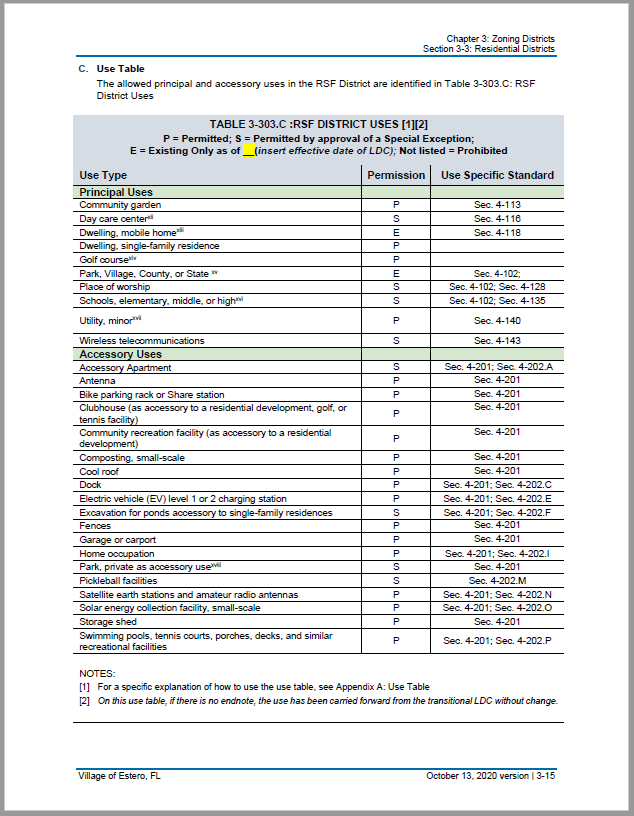 Chapter 3: Zoning Districts
Section 3-3: Residential Districts
C. Use Table
The allowed principal and accessory uses in the RSF District are identified in Table 3-303.C: RSF
District Uses
TABLE 3-303.C :RSF DISTRICT USES [1][2]
P = Permitted; S = Permitted by approval of a Special Exception;
E = Existing Only as of __(insert effective date of LDC); Not listed = Prohibited
Use Type Permission Use Specific Standard
Principal Uses
Community garden P Sec. 4-113
Day care center^xii S Sec. 4-116
Dwelling, mobile home^xiii E Sec. 4-118
Dwelling, single-family residence P
Golf course^xiv P
Park, Village, County, or State ^xv E Sec. 4-102;
Place of worship S Sec. 4-102; Sec. 4-128
Schools, elementary, middle, or high^xvi S Sec. 4-102; Sec. 4-135
Utility, minor^xvii P Sec. 4-140
Wireless telecommunications S Sec. 4-143
Accessory Uses
Accessory Apartment S Sec. 4-201; Sec. 4-202.A
Antenna P Sec. 4-201
Bike parking rack or Share station P Sec. 4-201
Clubhouse (as accessory to a residential development, golf, or
tennis facility) P Sec. 4-201
Community recreation facility (as accessory to a residential
development) P Sec. 4-201
Composting, small-scale P Sec. 4-201
Cool roof P Sec. 4-201
Dock P Sec. 4-201; Sec. 4-202.C
Electric vehicle (EV) level 1 or 2 charging station P Sec. 4-201; Sec. 4-202.E
Excavation for ponds accessory to single-family residences S Sec. 4-201; Sec. 4-202.F
Fences P Sec. 4-201
Garage or carport P Sec. 4-201
Home occupation P Sec. 4-201; Sec. 4-202.I
Park, private as accessory use^xviii S Sec. 4-201
Pickleball facilities S Sec. 4-202.M
Satellite earth stations and amateur radio antennas P Sec. 4-201; Sec. 4-202.N
Solar energy collection facility, small-scale P Sec. 4-201; Sec. 4-202.O
Storage shed P Sec. 4-201
Swimming pools, tennis courts, porches, decks, and similar
recreational facilities P Sec. 4-201; Sec. 4-202.P
NOTES:
[1] For a specific explanation of how to use the use table, see Appendix A: Use Table
[2] On this use table, if there is no endnote, the use has been carried forward from the transitional LDC without change.
Village of Estero, FL October 13, 2020 version | 3-15